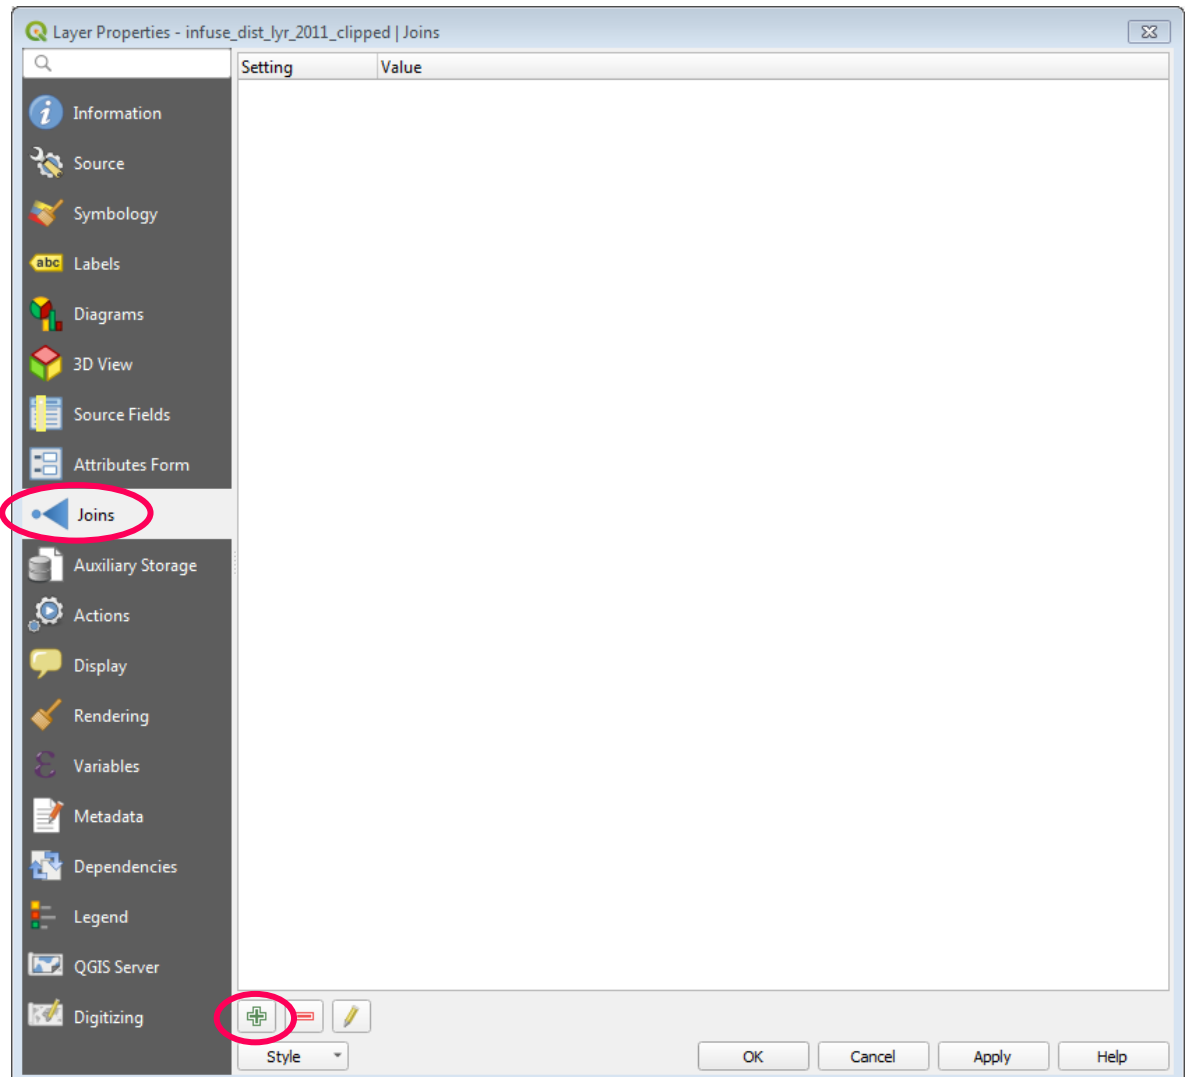 Layer Properties - infuse_dist_lyr_2011_clipped | Joins
Setting Value
Information
Source
Symbology
abc Labels
Diagrams
3D View
Source Fields
Attributes Form
Joins
Auxiliary Storage
Actions
Display
Rendering
Variables
Metadata
Dependencies
Legend
QGIS Server
Digitizing
Style OK Cancel Apply Help